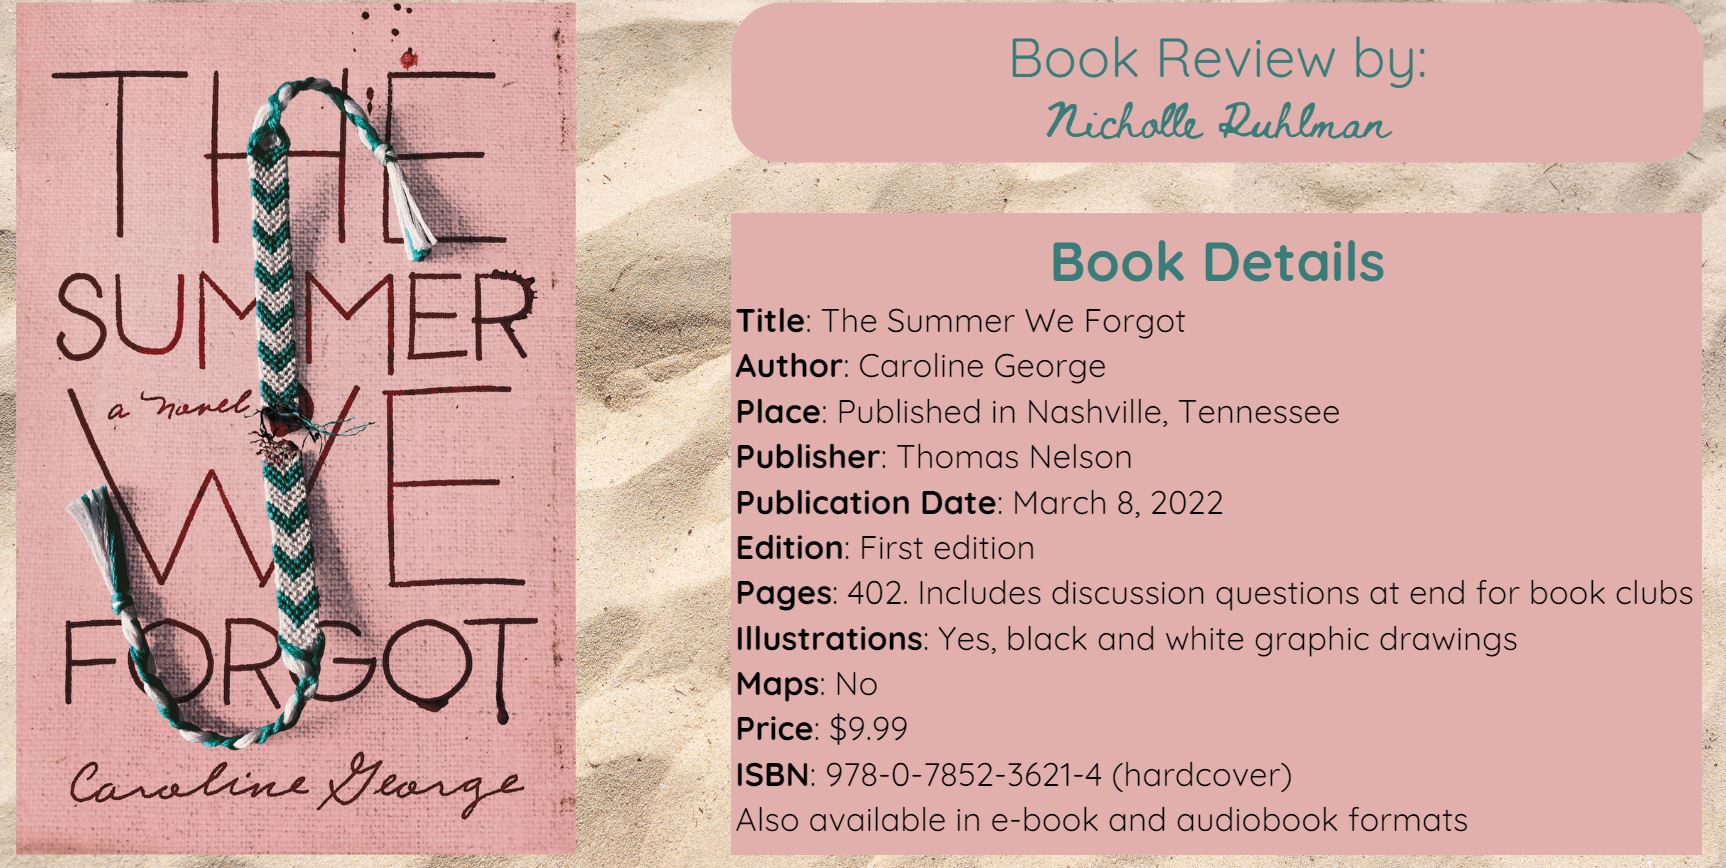 THE
SUMMER
a novel
WE
FORGOT
Caroline George
Book Review by:
Nicholle Ruhlman
Book Details
Title: The Summer We Forgot
Author: Caroline George
Place: Published in Nashville, Tennessee
Publisher: Thomas Nelson
Publication Date: March 8, 2022
Edition: First edition
Pages: 402. Includes discussion questions at end for book clubs
Illustrations: Yes, black and white graphic drawings
Maps: No
Price: $9.99
ISBN: 978-0-7852-3621-4 (hardcover)
Also available in e-book and audiobook formats